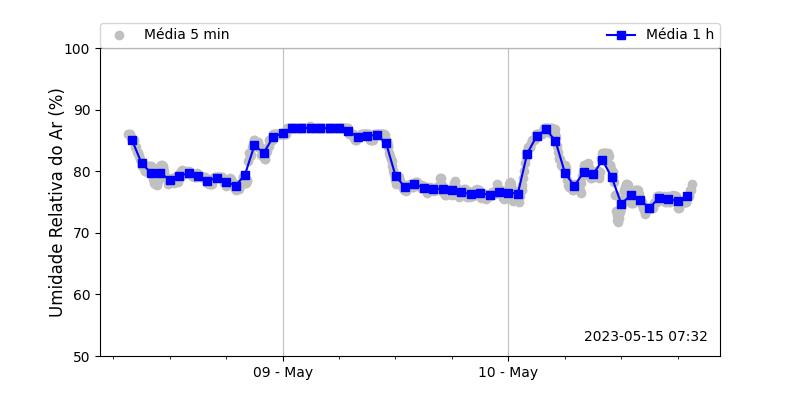 Média 5 min
Média 1 h
100
90
80
70
60
50
Umidade Relativa do Ar (%)
2023-05-15 07:32
09 - May
10 - May